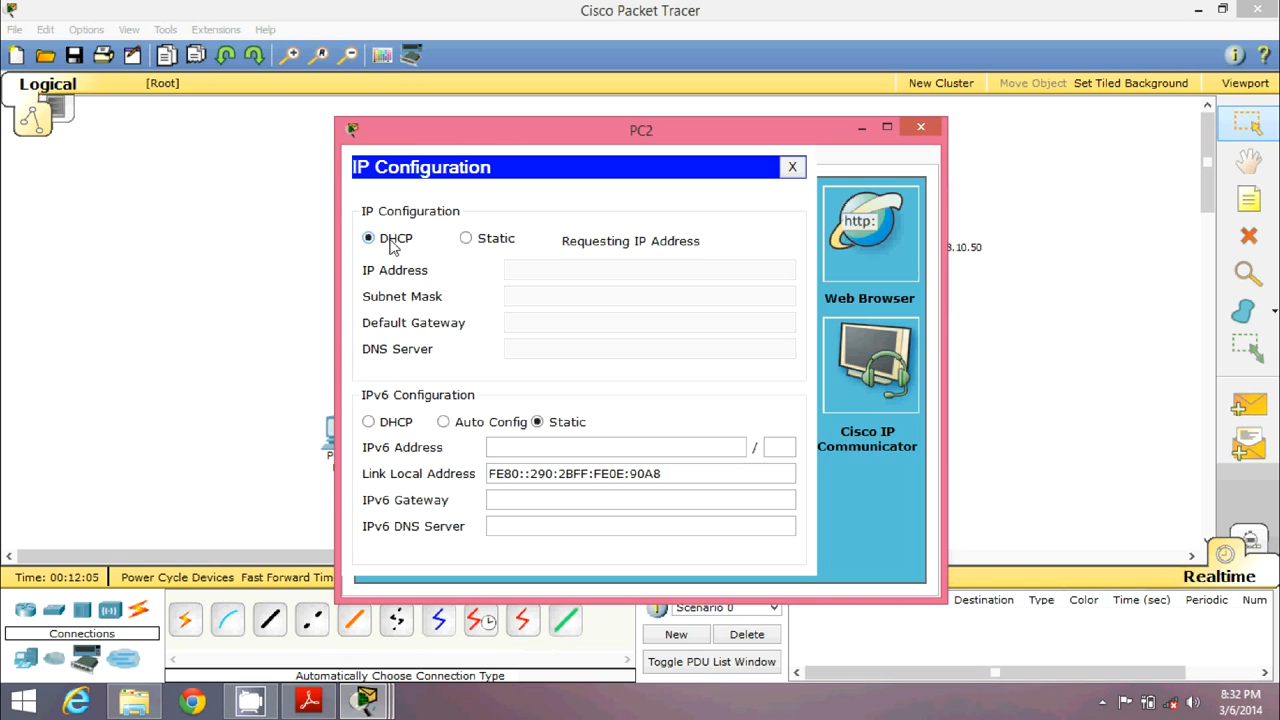 Cisco Packet Tracer
File Edit Options View Tools Extensions Help
Logical [Root] New Cluster Move Object Set Tiled Background Viewport
PC2
IP Configuration X
IP Configuration
DHCP Static Requesting IP Address
IP Address
Subnet Mask
Default Gateway
DNS Server
IPv6 Configuration
DHCP Auto Config Static
IPv6 Address /
Link Local Address FE80::290:2BFF:FE0E:90A8
IPv6 Gateway
IPv6 DNS Server
http:
Web Browser
Cisco IP
Communicator
8.10.50
P
Time: 00:12:05 Power Cycle Devices Fast Forward Tim
Realtime
Connections
Automatically Choose Connection Type
Scenario 0
New Delete
Toggle PDU List Window
Destination Type Color Time (sec) Periodic Num
8:32 PM
3/6/2014